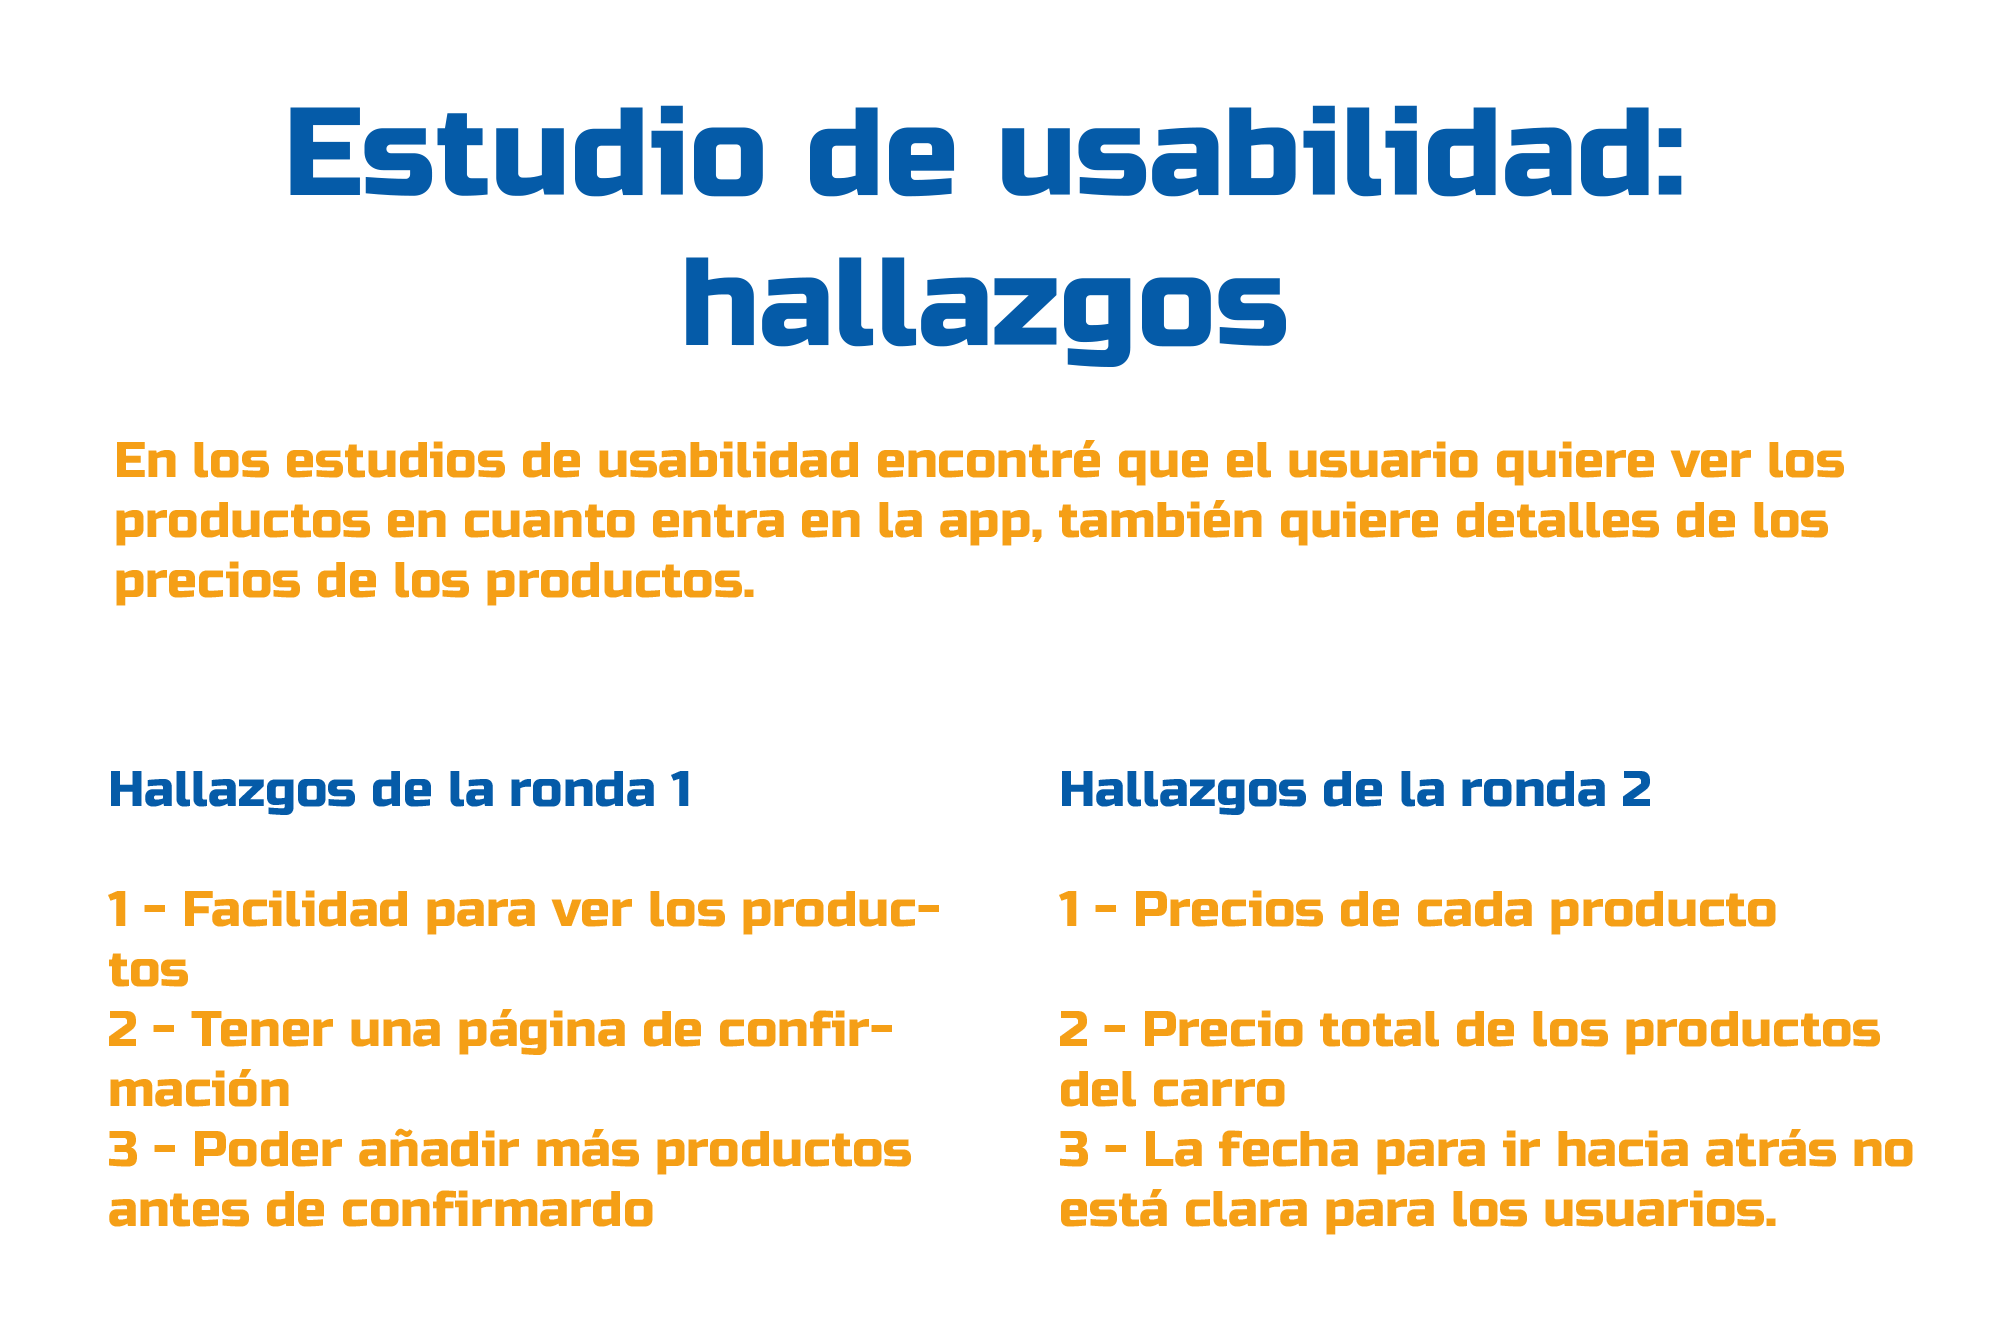 Estudio de usabilidad:
hallazgos
En los estudios de usabilidad encontré que el usuario quiere ver los
productos en cuanto entra en la app, también quiere detalles de los
precios de los productos.
Hallazgos de la ronda 1
1 - Facilidad para ver los produc-
tos
2 - Tener una página de confir-
mación
3 - Poder añadir más productos
antes de confirmardo
Hallazgos de la ronda 2
1 - Precios de cada producto
2 - Precio total de los productos
del carro
3 - La fecha para ir hacia atrás no
está clara para los usuarios.